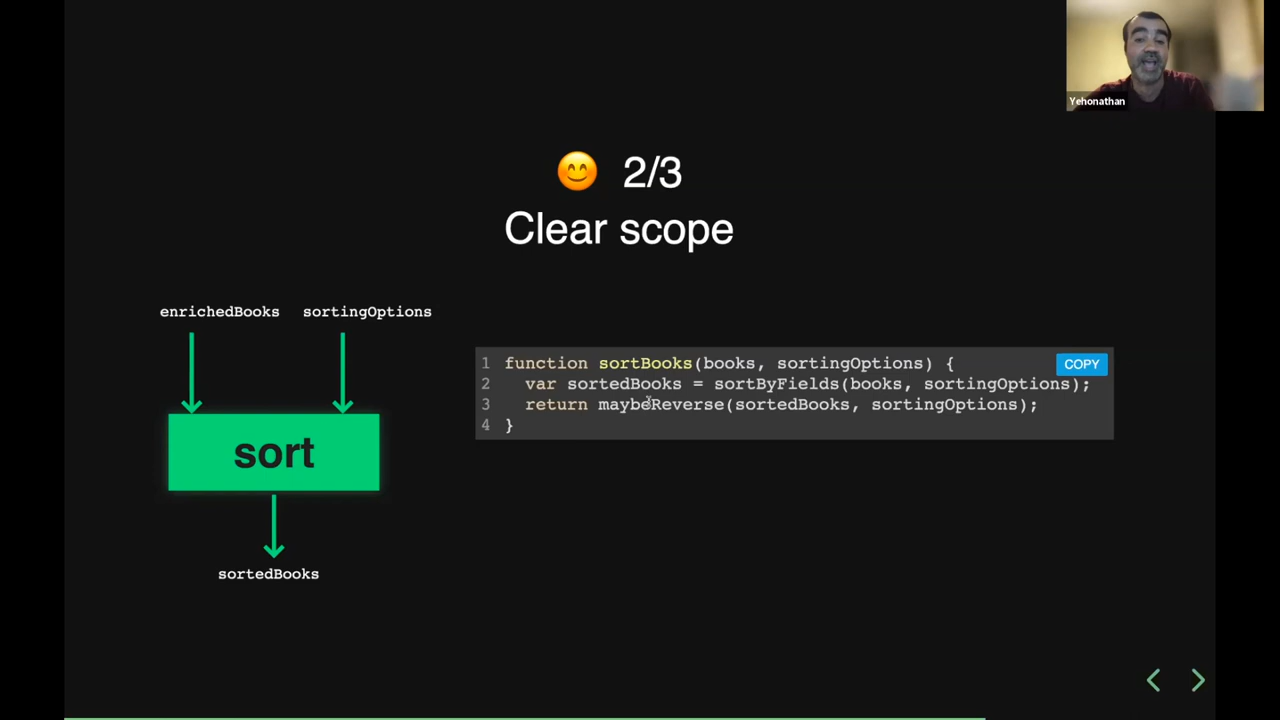 Yehonathan
😊 2/3
Clear scope
enrichedBooks sortingOptions
sort
sortedBooks
COPY
1 function sortBooks(books, sortingOptions) {
2   var sortedBooks = sortByFields(books, sortingOptions);
3   return maybeReverse(sortedBooks, sortingOptions);
4 }